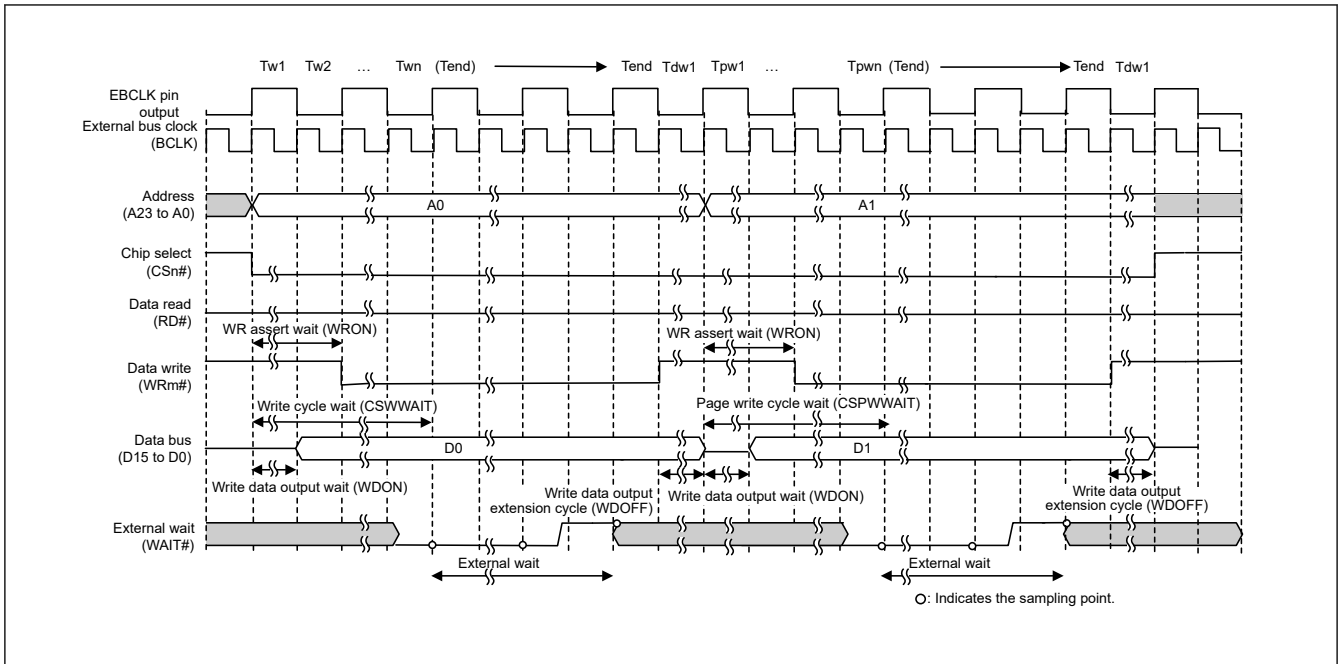 Tw1 Tw2 … Twn (Tend) Tend Tdw1 Tpw1 … Tpwn (Tend) Tend Tdw1
EBCLK pin
output
External bus clock
(BCLK)
Address
(A23 to A0)
A0 A1
Chip select
(CSn#)
Data read
(RD#)
WR assert wait (WRON) WR assert wait (WRON)
Data write
(WRm#)
Write cycle wait (CSWWAIT) Page write cycle wait (CSPWWAIT)
Data bus
(D15 to D0)
D0 D1
Write data output wait (WDON) Write data output
extension cycle (WDOFF) Write data output wait (WDON) Write data output
extension cycle (WDOFF)
External wait
(WAIT#)
External wait External wait
: Indicates the sampling point.